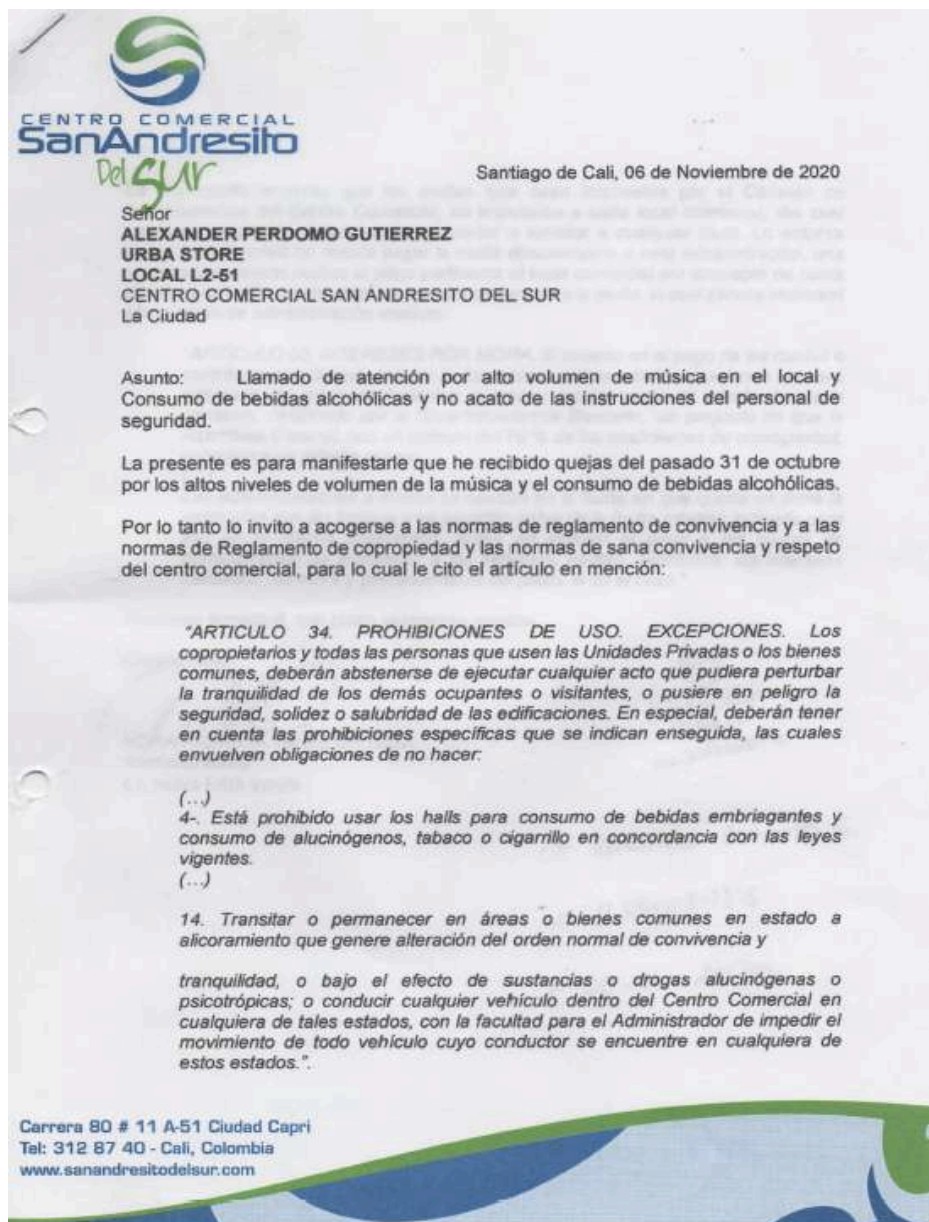 CENTRO COMERCIAL
SanAndresito
Del SUR
Santiago de Cali, 06 de Noviembre de 2020
Señor
ALEXANDER PERDOMO GUTIERREZ
URBA STORE
LOCAL L2-51
CENTRO COMERCIAL SAN ANDRESITO DEL SUR
La Ciudad
Asunto: Llamado de atención por alto volumen de música en el local y
Consumo de bebidas alcohólicas y no acato de las instrucciones del personal de
seguridad.
La presente es para manifestarle que he recibido quejas del pasado 31 de octubre
por los altos niveles de volumen de la música y el consumo de bebidas alcohólicas.
Por lo tanto lo invito a acogerse a las normas de reglamento de convivencia y a las
normas de Reglamento de copropiedad y las normas de sana convivencia y respeto
del centro comercial, para lo cual le cito el artículo en mención:
"ARTICULO 34. PROHIBICIONES DE USO. EXCEPCIONES. Los
copropietarios y todas las personas que usen las Unidades Privadas o los bienes
comunes, deberán abstenerse de ejecutar cualquier acto que pudiera perturbar
la tranquilidad de los demás ocupantes o visitantes, o pusiere en peligro la
seguridad, solidez o salubridad de las edificaciones. En especial, deberán tener
en cuenta las prohibiciones específicas que se indican enseguida, las cuales
envuelven obligaciones de no hacer:
(...)
4-. Está prohibido usar los halls para consumo de bebidas embriagantes y
consumo de alucinógenos, tabaco o cigarrillo en concordancia con las leyes
vigentes.
(...)
14. Transitar o permanecer en áreas o bienes comunes en estado a
alicoramiento que genere alteración del orden normal de convivencia y
tranquilidad, o bajo el efecto de sustancias o drogas alucinógenas o
psicotrópicas; o conducir cualquier vehículo dentro del Centro Comercial en
cualquiera de tales estados, con la facultad para el Administrador de impedir el
movimiento de todo vehículo cuyo conductor se encuentre en cualquiera de
estos estados.".
Carrera 80 # 11 A-51 Ciudad Capri
Tel: 312 87 40 - Cali, Colombia
www.sanandresitodelsur.com